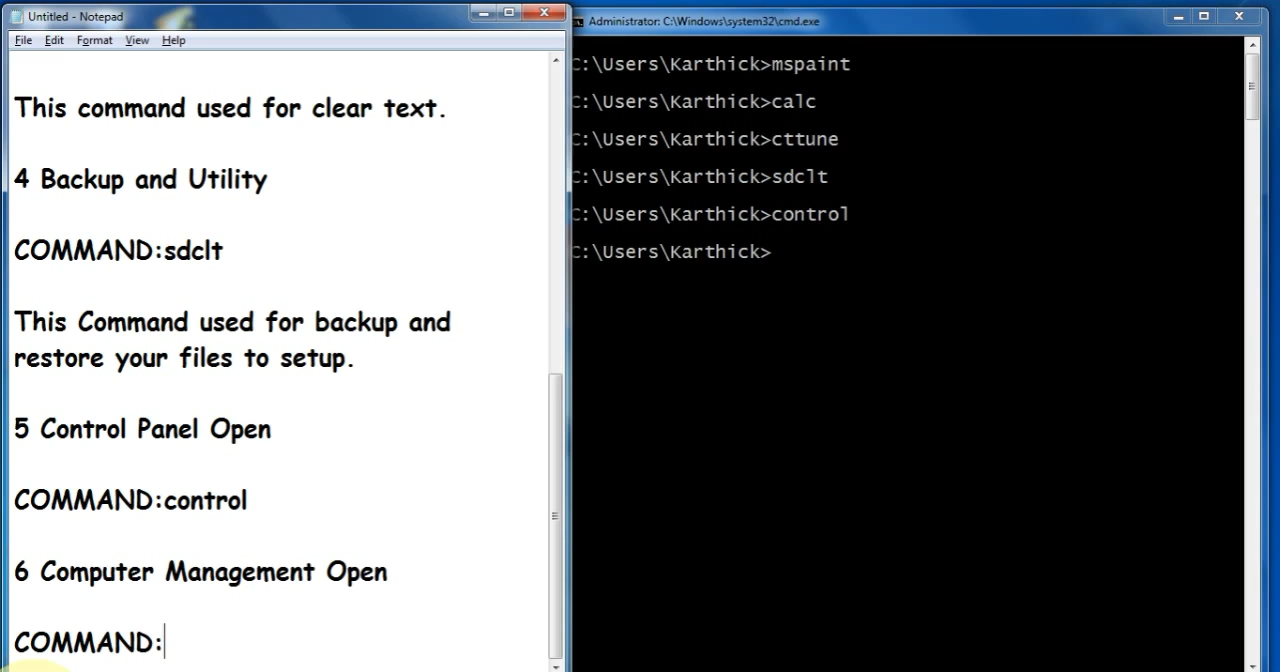 Untitled - Notepad
File Edit Format View Help
This command used for clear text.
4 Backup and Utility
COMMAND:sdclt
This Command used for backup and
restore your files to setup.
5 Control Panel Open
COMMAND:control
6 Computer Management Open
COMMAND:
Administrator: C:\Windows\system32\cmd.exe
C:\Users\Karthick>mspaint
C:\Users\Karthick>calc
C:\Users\Karthick>cttune
C:\Users\Karthick>sdclt
C:\Users\Karthick>control
C:\Users\Karthick>